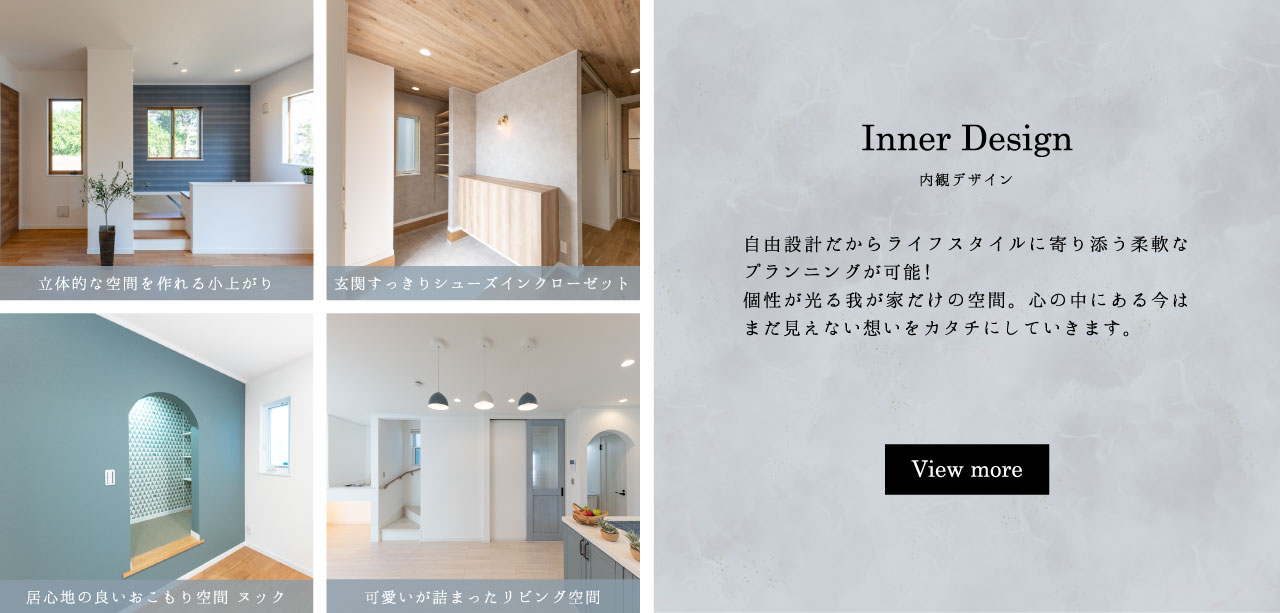 立体的な空間を作れる小上がり
玄関すっきりシューズインクローゼット
居心地の良いおこもり空間 ヌック
可愛いが詰まったリビング空間
Inner Design
内観デザイン
自由設計だからライフスタイルに寄り添う柔軟な
プランニングが可能！
個性が光る我が家だけの空間。心の中にある今は
まだ見えない想いをカタチにしていきます。
View more